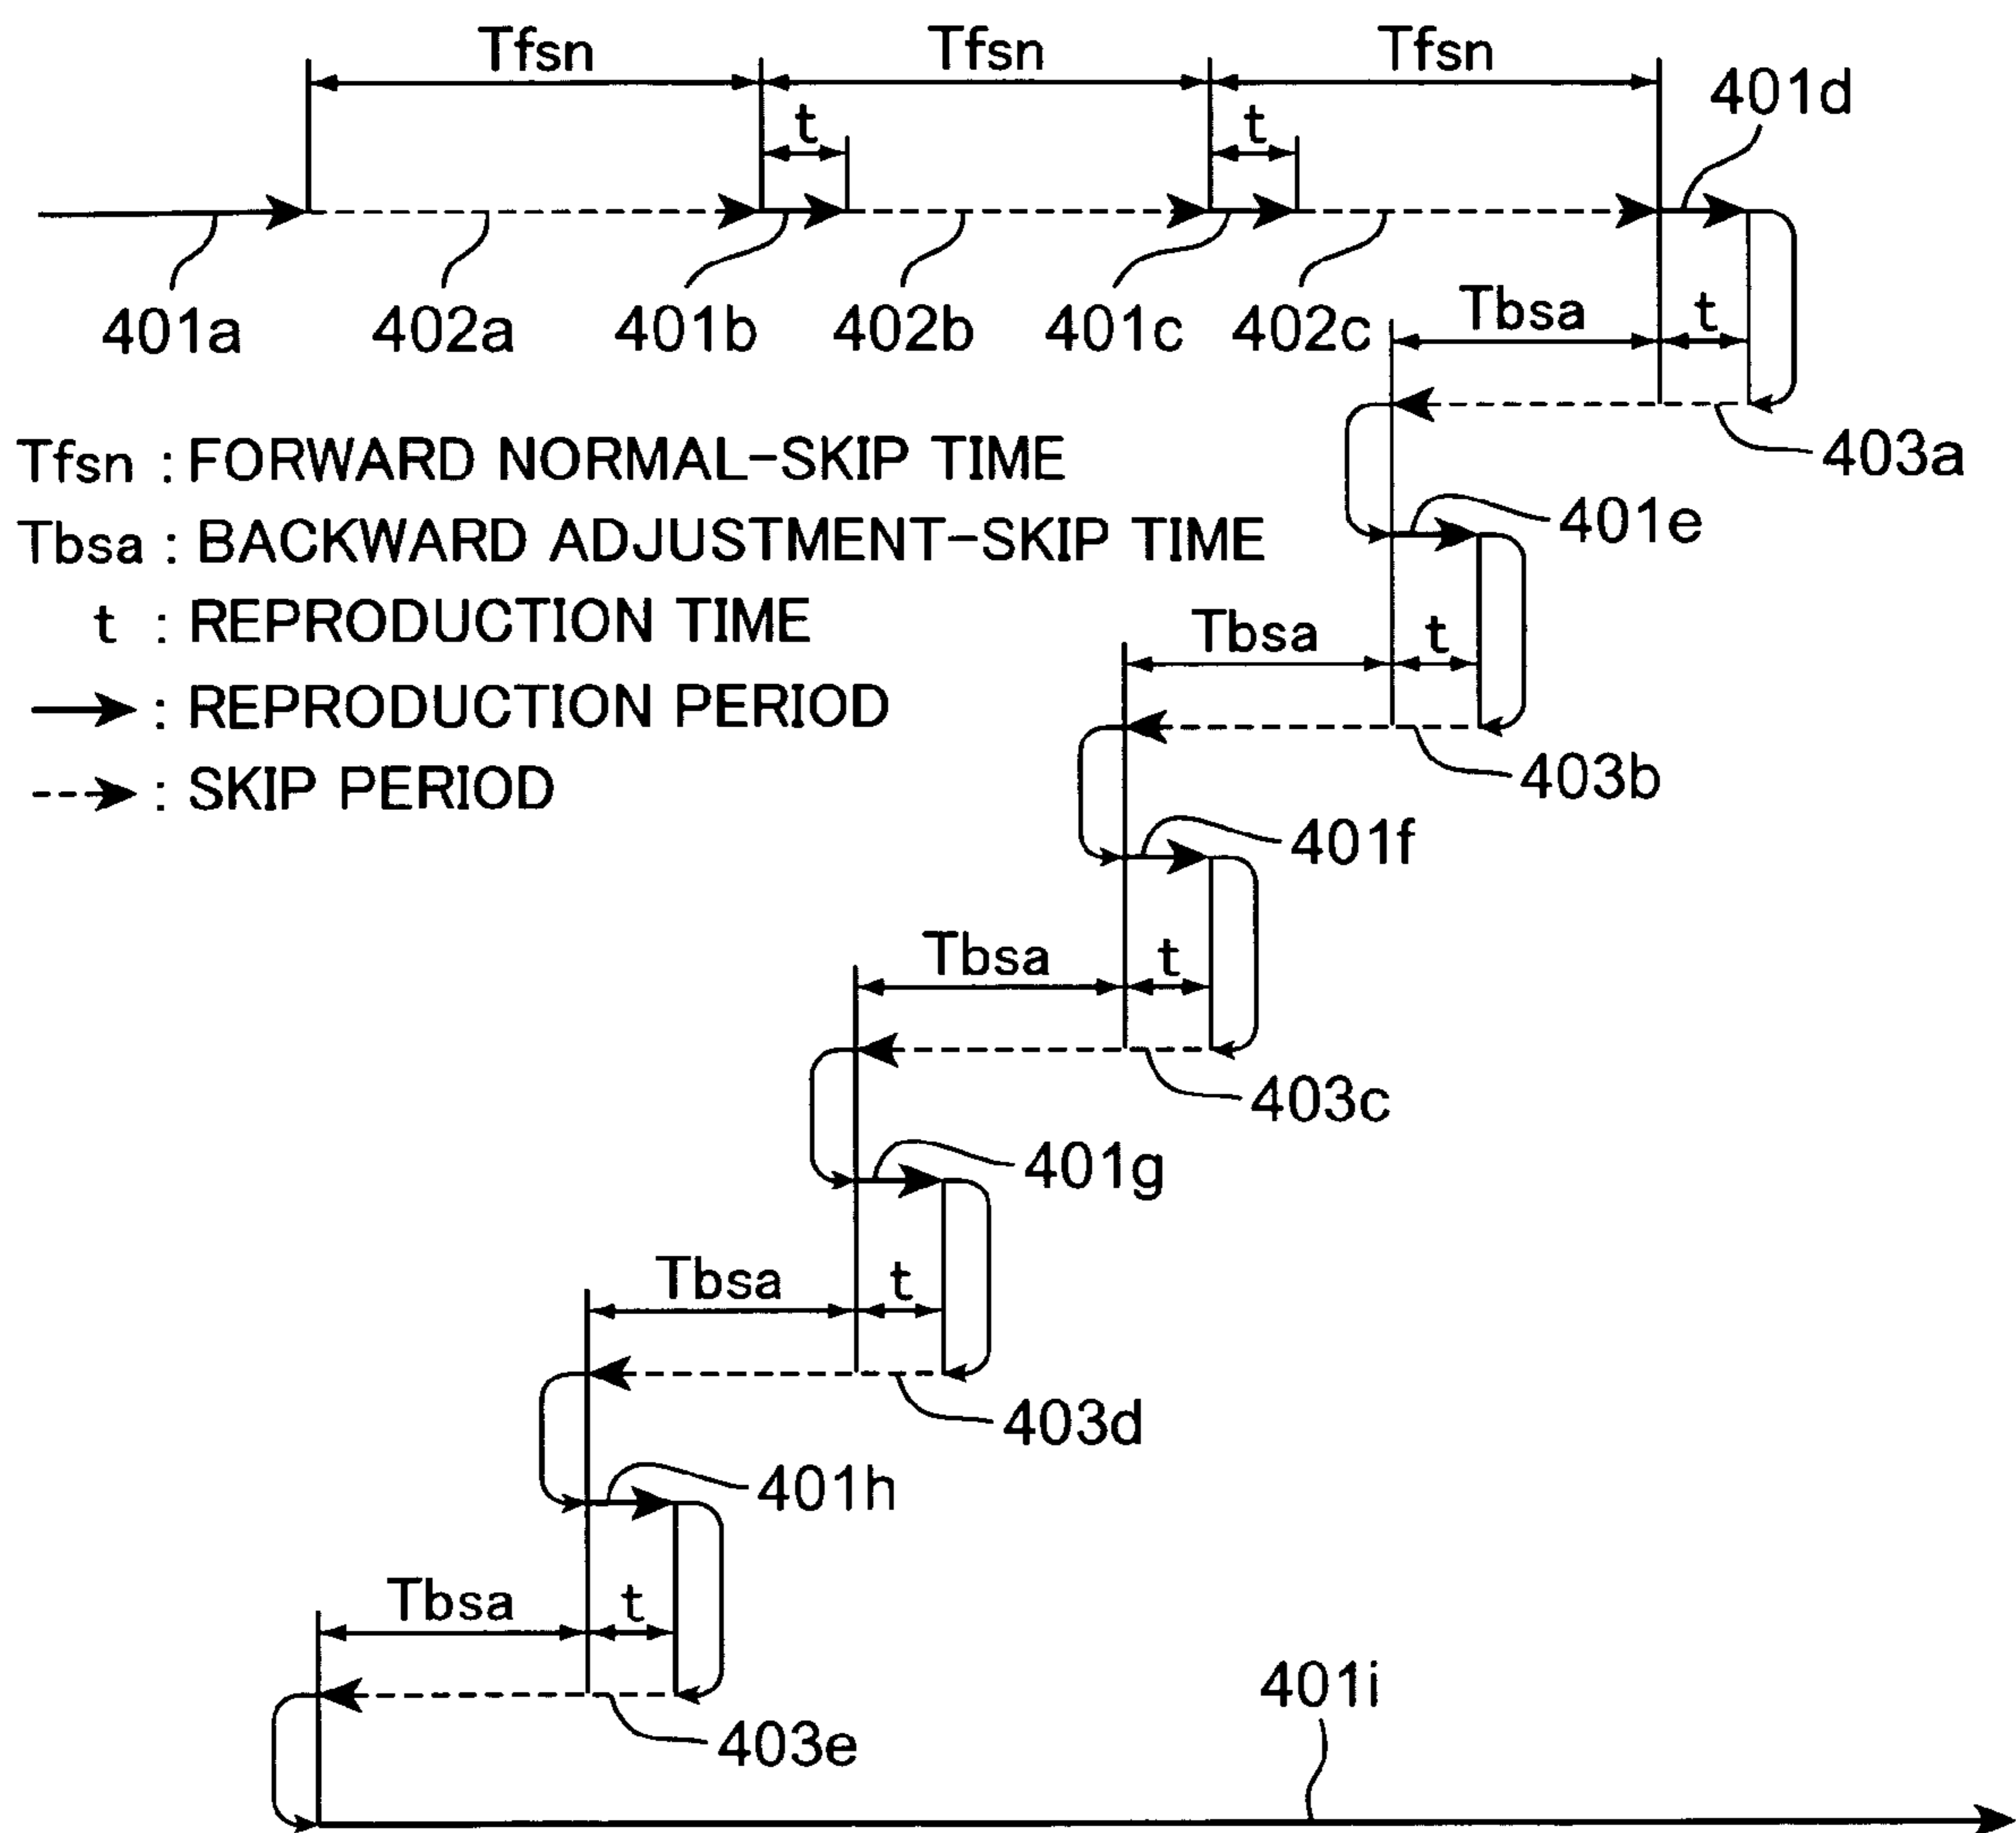 Tfsn Tfsn Tfsn
401d
t t
401a 402a 401b 402b 401c 402c
Tbsa t
403a
Tfsn : FORWARD NORMAL-SKIP TIME
Tbsa : BACKWARD ADJUSTMENT-SKIP TIME
t : REPRODUCTION TIME
: REPRODUCTION PERIOD
: SKIP PERIOD
401e
Tbsa t
403b
401f
Tbsa t
403c
401g
Tbsa t
403d
401h
Tbsa t
403e
401i